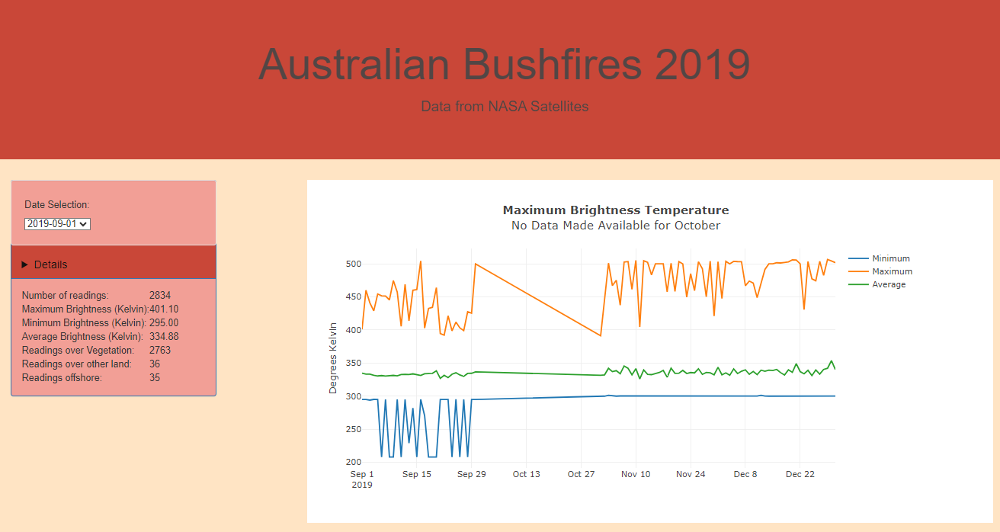 Australian Bushfires 2019
Data from NASA Satellites
Date Selection:
2019-09-01
Details
Number of readings: 2834
Maximum Brightness (Kelvin): 401.10
Minimum Brightness (Kelvin): 295.00
Average Brightness (Kelvin): 334.88
Readings over Vegetation: 2763
Readings over other land: 36
Readings offshore: 35
Maximum Brightness Temperature
No Data Made Available for October
Degrees Kelvin
500
450
400
350
300
250
200
Sep 1 Sep 15 Sep 29 Oct 13 Oct 27 Nov 10 Nov 24 Dec 8 Dec 22
2019
Minimum
Maximum
Average